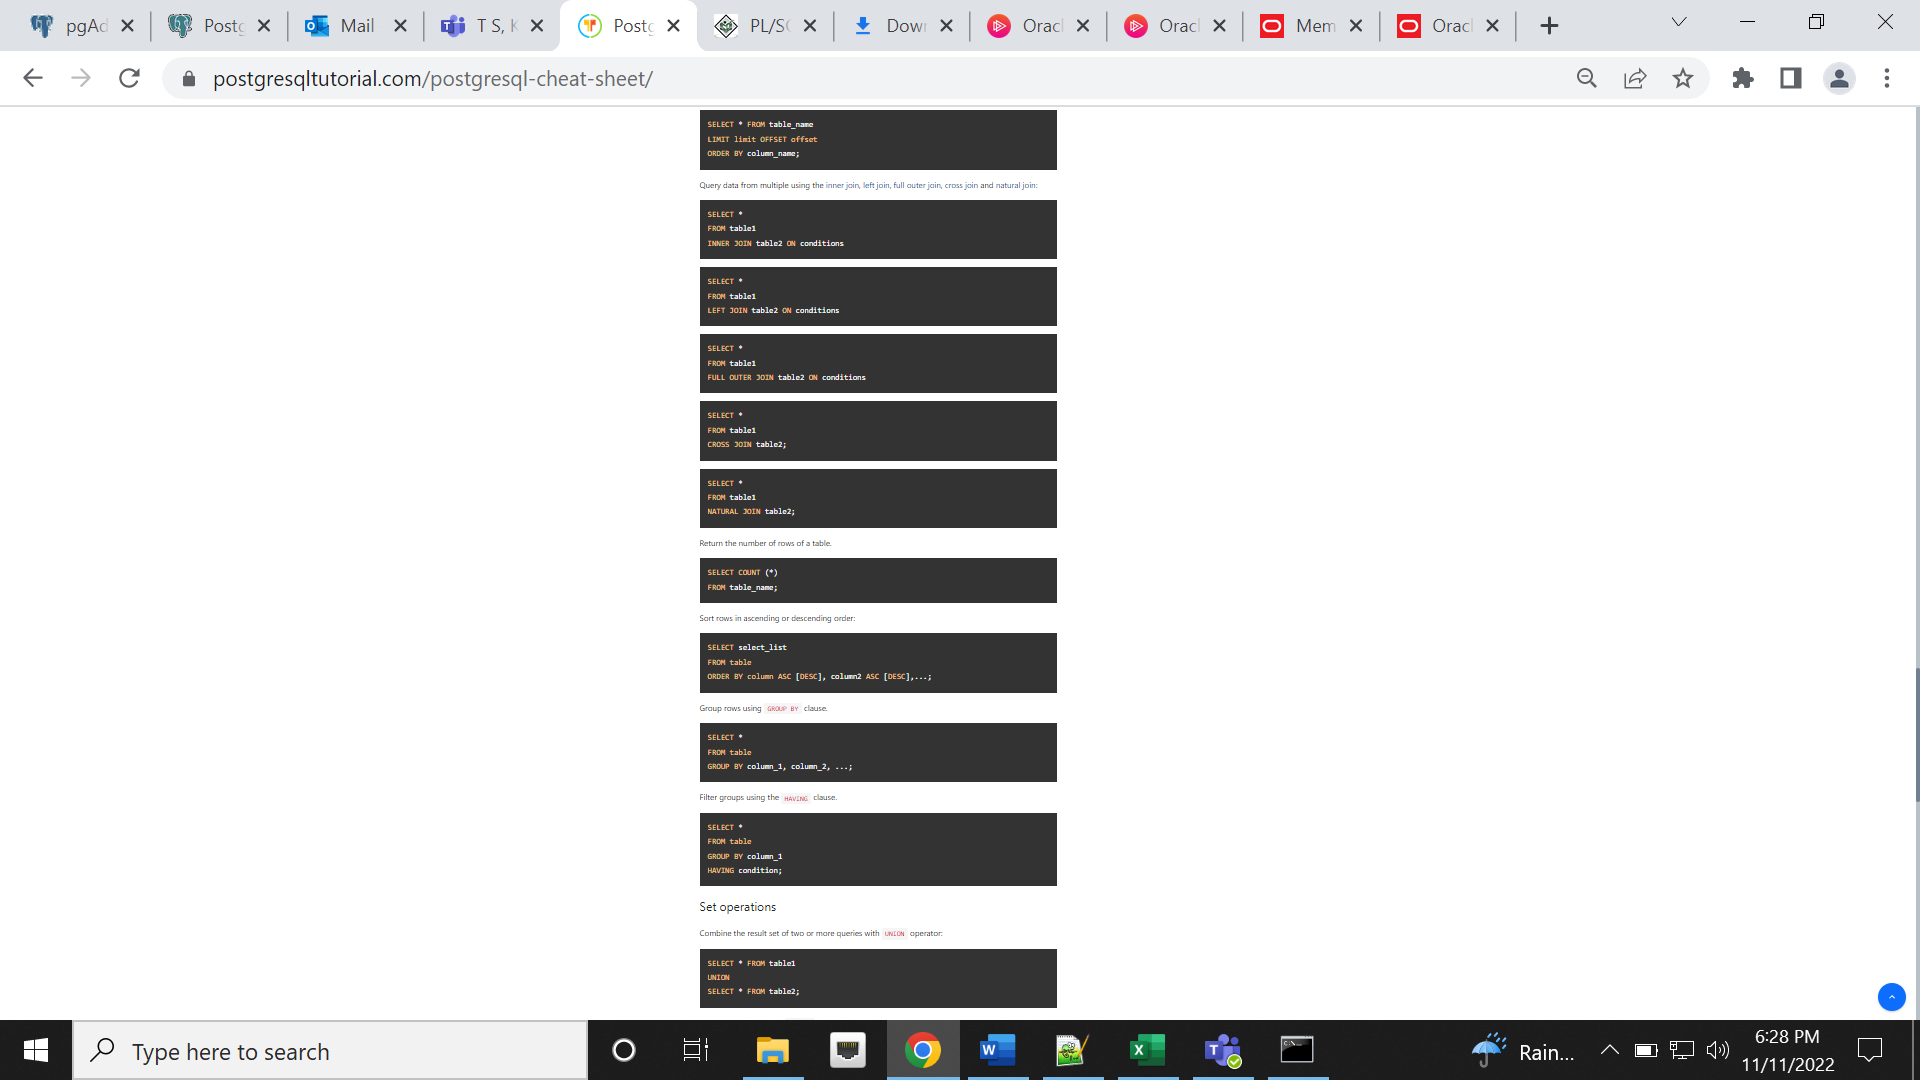 pgAd
Postg
Mail
T S, K
Postg
PL/SQ
Down
Oracl
Oracl
Mem
Oracl
postgresqltutorial.com/postgresql-cheat-sheet/
SELECT * FROM table_name
LIMIT limit OFFSET offset
ORDER BY column_name;
Query data from multiple using the inner join, left join, full outer join, cross join and natural join:
SELECT *
FROM table1
INNER JOIN table2 ON conditions
SELECT *
FROM table1
LEFT JOIN table2 ON conditions
SELECT *
FROM table1
FULL OUTER JOIN table2 ON conditions
SELECT *
FROM table1
CROSS JOIN table2;
SELECT *
FROM table1
NATURAL JOIN table2;
Return the number of rows of a table.
SELECT COUNT (*)
FROM table_name;
Sort rows in ascending or descending order:
SELECT select_list
FROM table
ORDER BY column ASC [DESC], column2 ASC [DESC],...;
Group rows using GROUP BY clause.
SELECT *
FROM table
GROUP BY column_1, column_2, ...;
Filter groups using the HAVING clause.
SELECT *
FROM table
GROUP BY column_1
HAVING condition;
Set operations
Combine the result set of two or more queries with UNION operator:
SELECT * FROM table1
UNION
SELECT * FROM table2;
Type here to search
Rain...
6:28 PM
11/11/2022